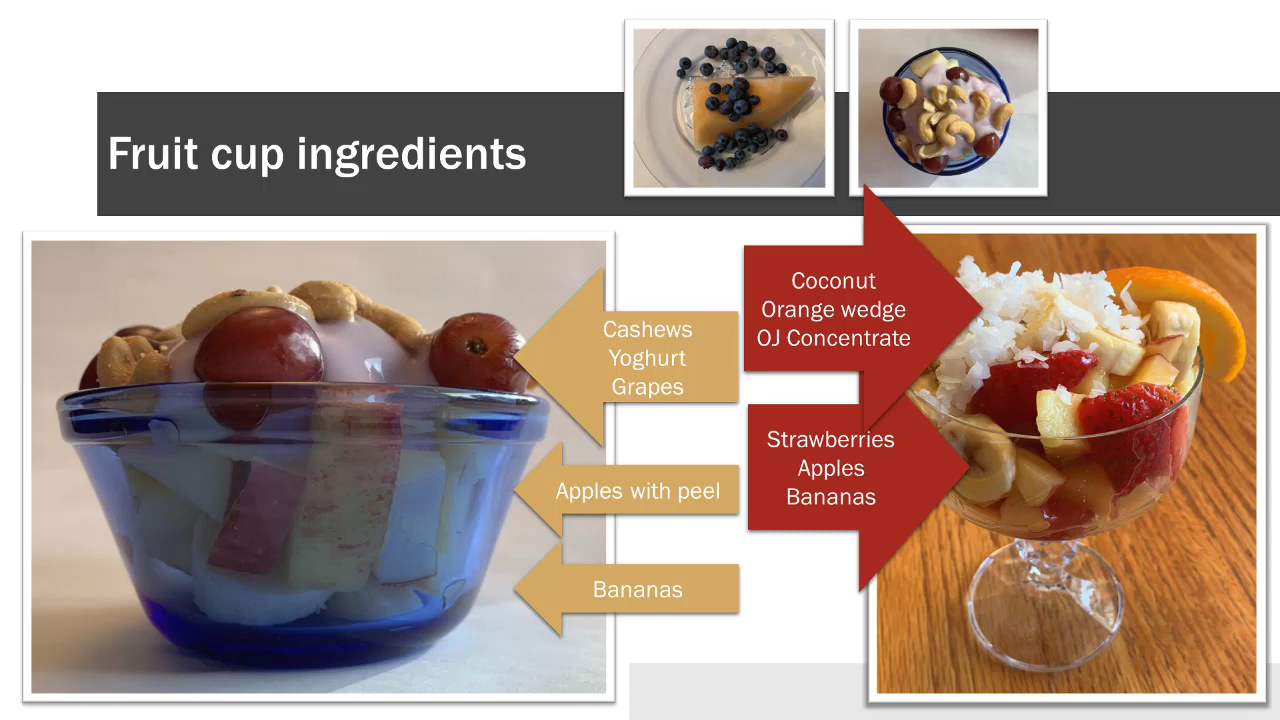 Fruit cup ingredients
Cashews
Yoghurt
Grapes
Apples with peel
Bananas
Coconut
Orange wedge
OJ Concentrate
Strawberries
Apples
Bananas